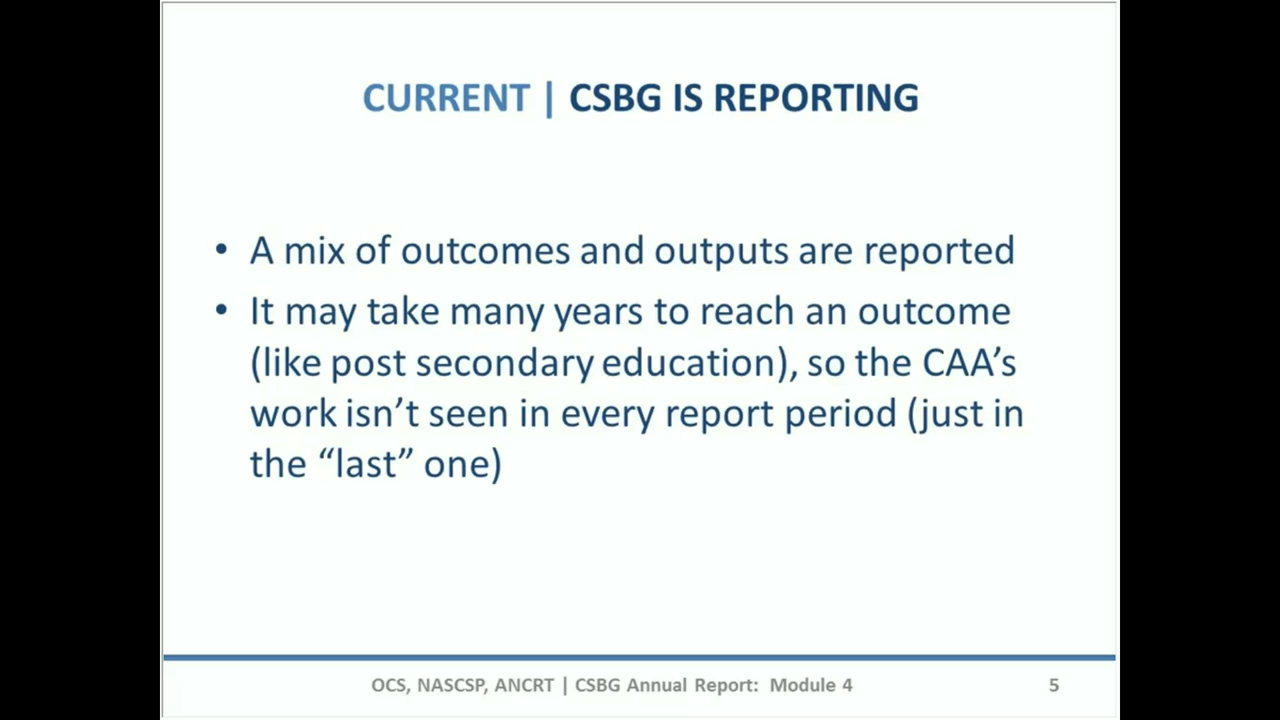 CURRENT | CSBG IS REPORTING
• A mix of outcomes and outputs are reported
• It may take many years to reach an outcome
(like post secondary education), so the CAA’s
work isn’t seen in every report period (just in
the “last” one)
OCS, NASCSP, ANCRT | CSBG Annual Report: Module 4 5